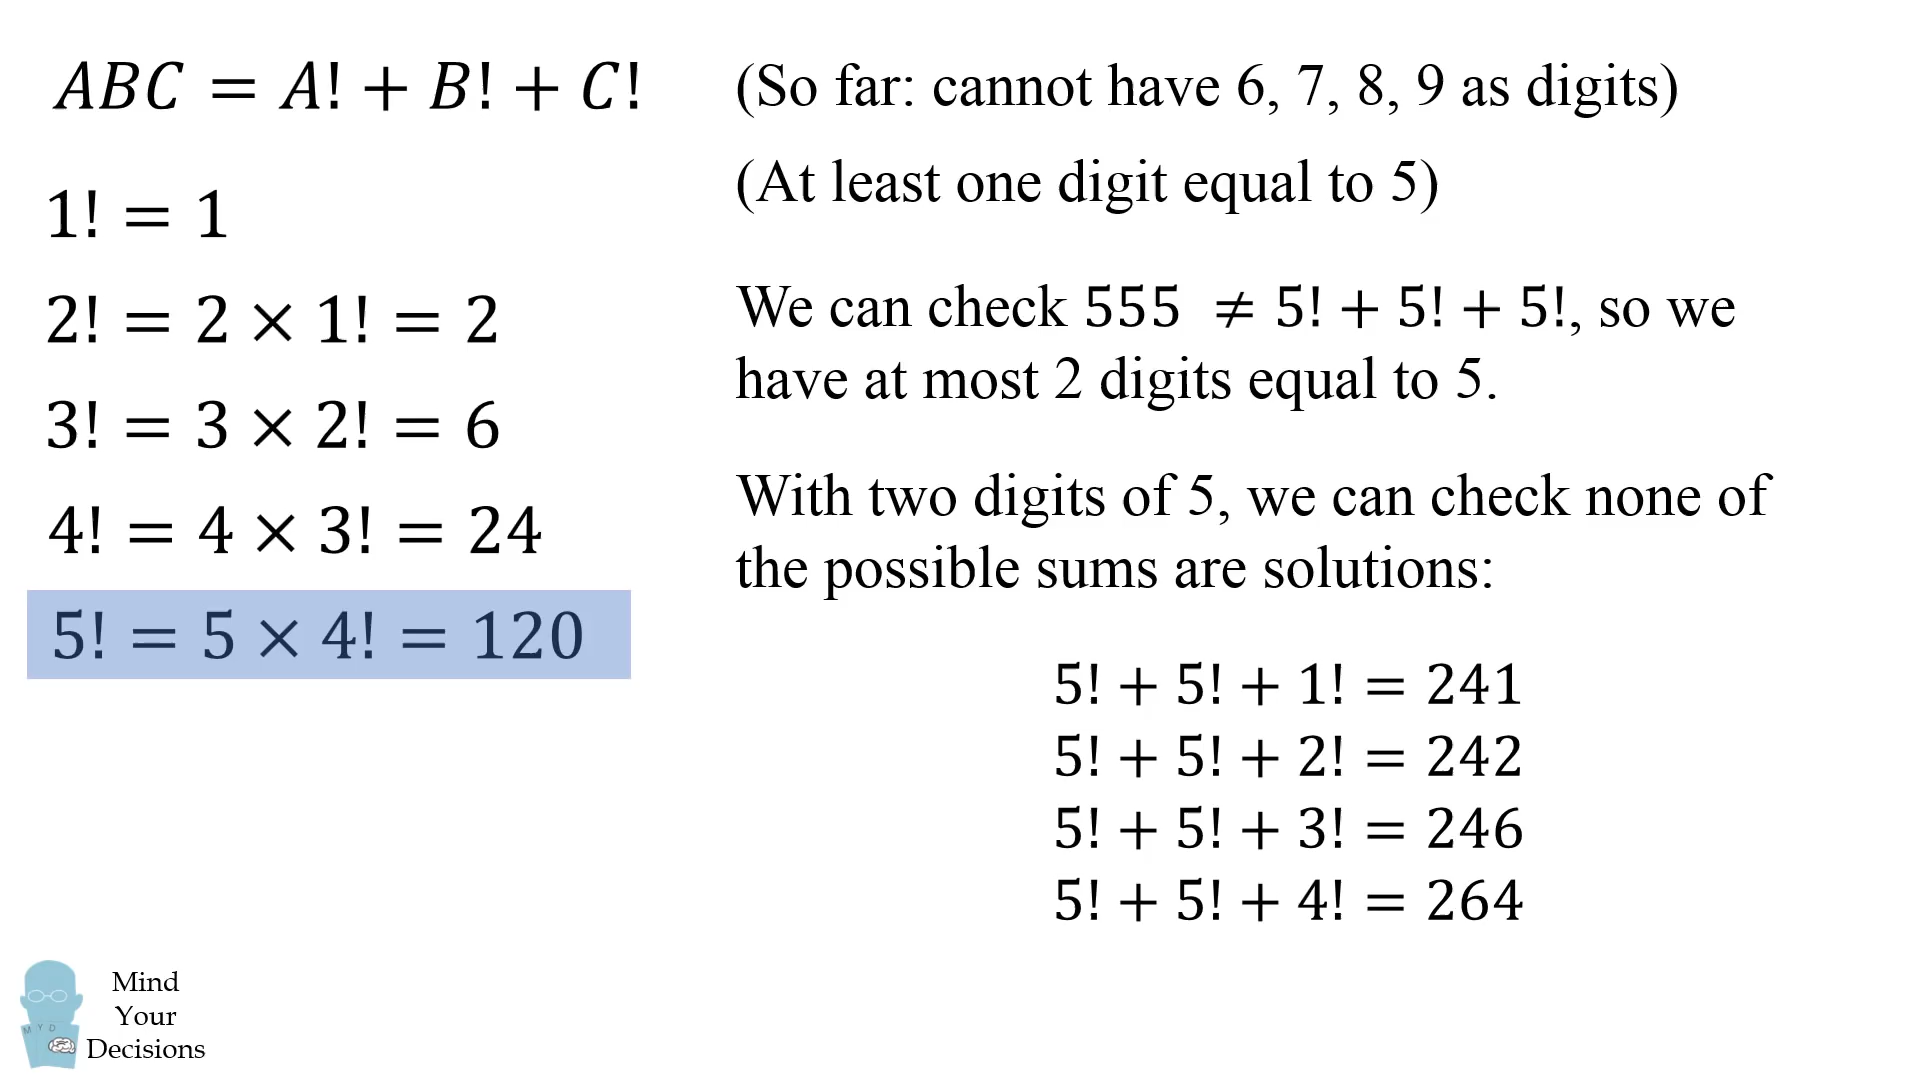 ABC = A! + B! + C!
1! = 1
2! = 2 × 1! = 2
3! = 3 × 2! = 6
4! = 4 × 3! = 24
5! = 5 × 4! = 120
(So far: cannot have 6, 7, 8, 9 as digits)
(At least one digit equal to 5)
We can check 555 ≠ 5! + 5! + 5!, so we
have at most 2 digits equal to 5.
With two digits of 5, we can check none of
the possible sums are solutions:
5! + 5! + 1! = 241
5! + 5! + 2! = 242
5! + 5! + 3! = 246
5! + 5! + 4! = 264
M Y D
Mind
Your
Decisions